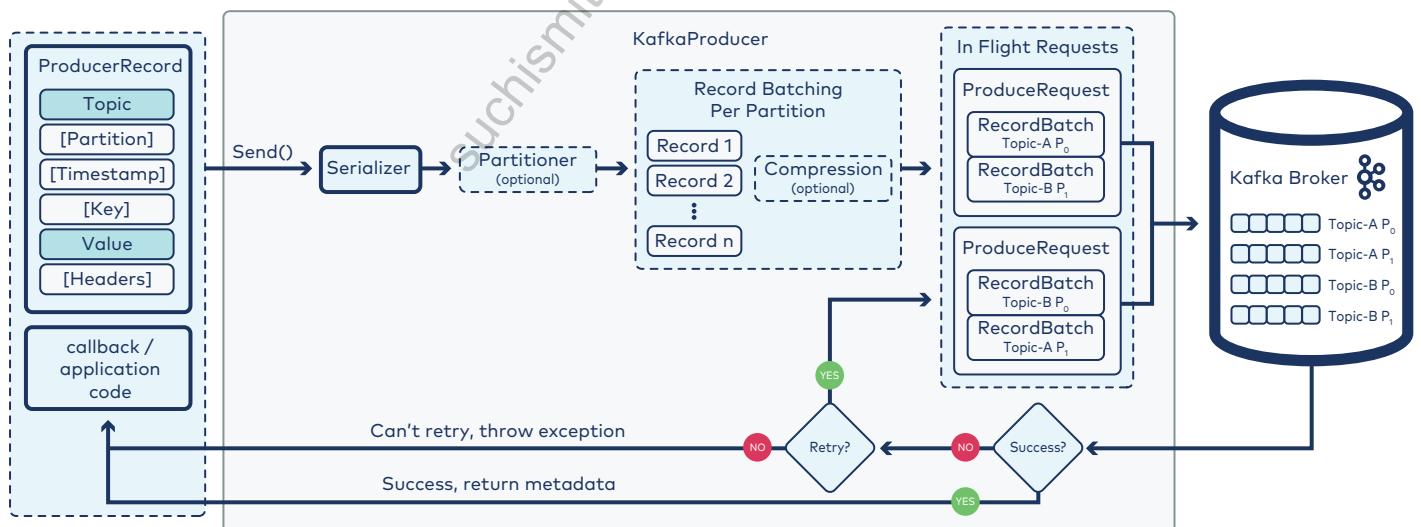 KafkaProducer
ProducerRecord
Topic
[Partition]
[Timestamp]
[Key]
Value
[Headers]
callback /
application
code
Send()
Serializer
Partitioner
(optional)
Record Batching
Per Partition
Record 1
Record 2
Record n
Compression
(optional)
In Flight Requests
ProduceRequest
RecordBatch
Topic-A P0
RecordBatch
Topic-B P1
ProduceRequest
RecordBatch
Topic-B P0
RecordBatch
Topic-A P1
Kafka Broker
Topic-A P0
Topic-A P1
Topic-B P0
Topic-B P1
YES
Can't retry, throw exception
NO
Retry?
NO
Success?
Success, return metadata
YES